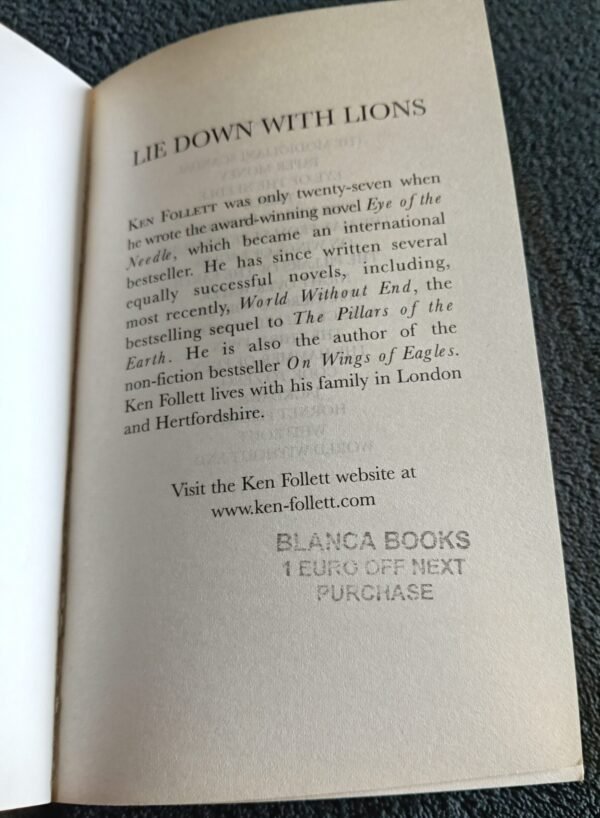 LIE DOWN WITH LIONS
KEN FOLLETT was only twenty-seven when
he wrote the award-winning novel Eye of the
Needle, which became an international
bestseller. He has since written several
equally successful novels, including,
most recently, World Without End, the
bestselling sequel to The Pillars of the
Earth. He is also the author of the
non-fiction bestseller On Wings of Eagles.
Ken Follett lives with his family in London
and Hertfordshire.
Visit the Ken Follett website at
www.ken-follett.com
BLANCA BOOKS
1 EURO OFF NEXT
PURCHASE